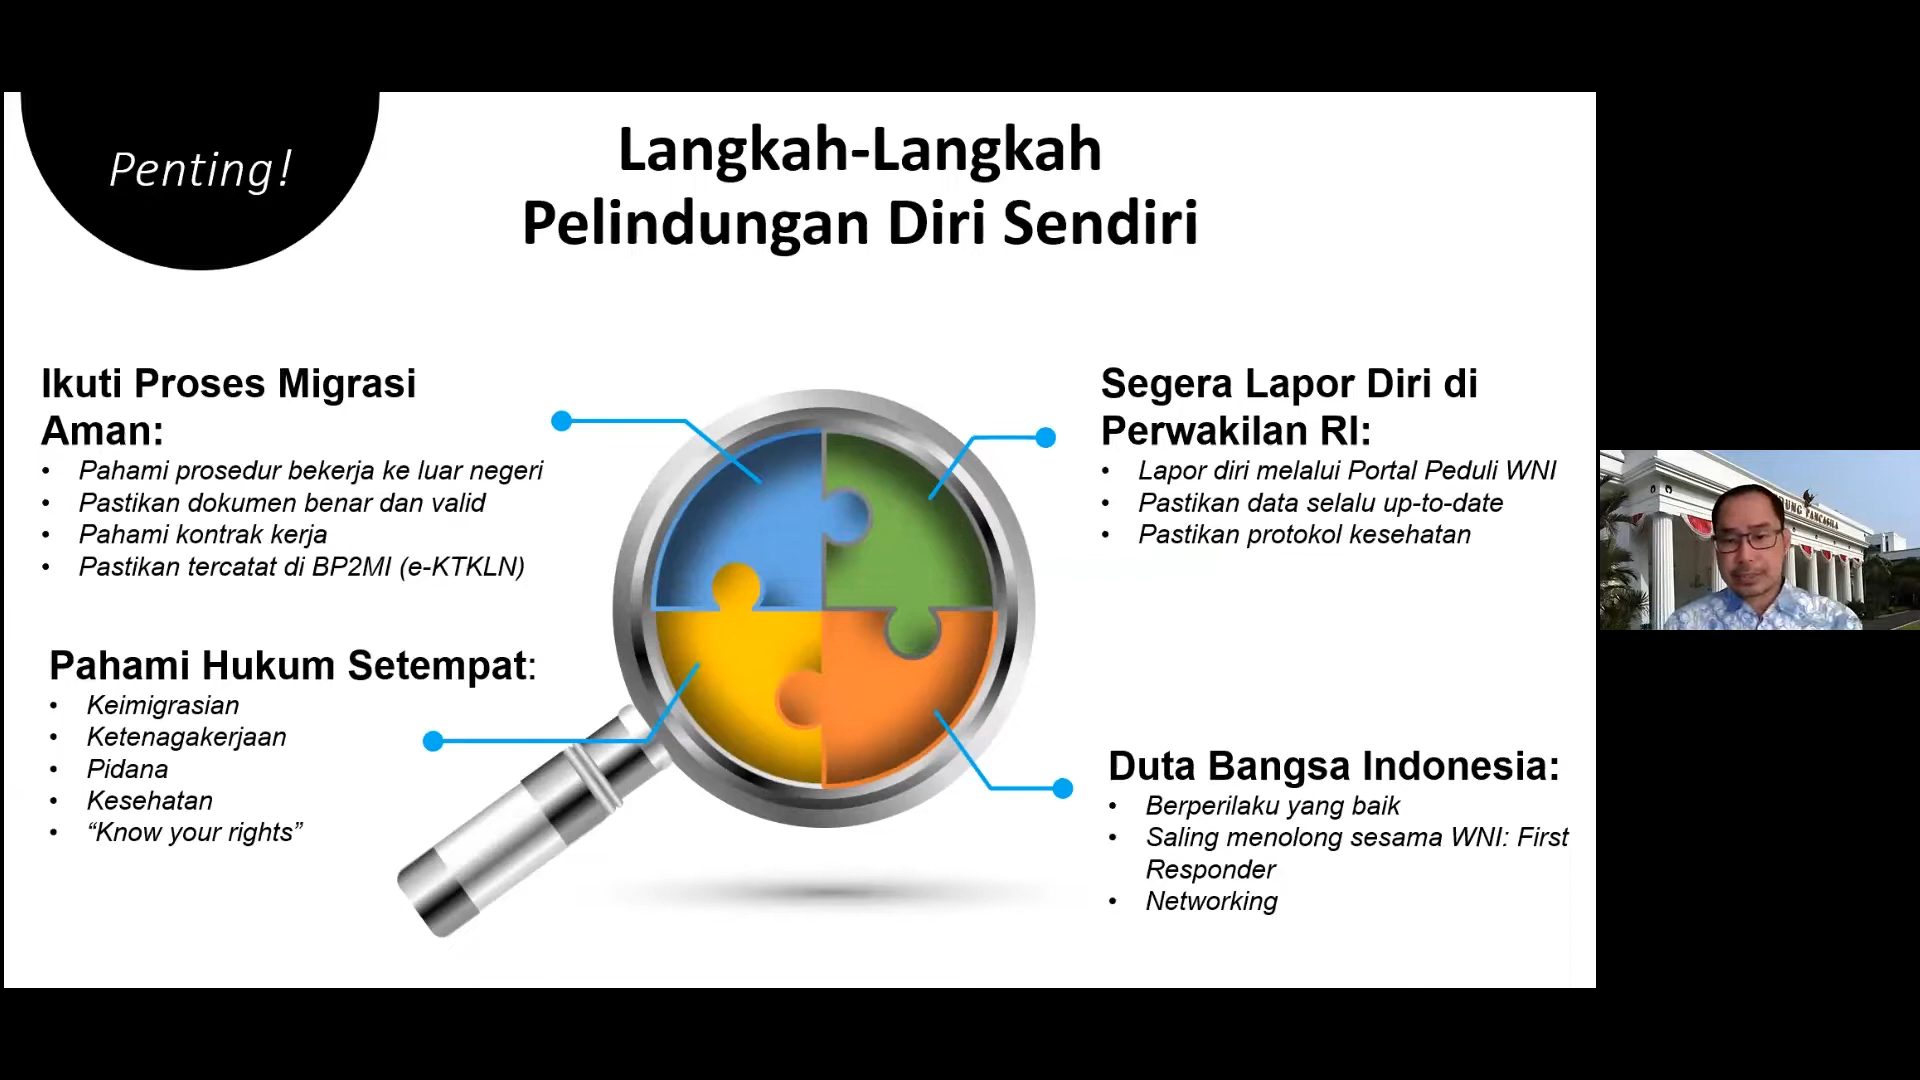 Penting!
Langkah-Langkah
Pelindungan Diri Sendiri
Ikuti Proses Migrasi
Aman:
• Pahami prosedur bekerja ke luar negeri
• Pastikan dokumen benar dan valid
• Pahami kontrak kerja
• Pastikan tercatat di BP2MI (e-KTKLN)
Pahami Hukum Setempat:
• Keimigrasian
• Ketenagakerjaan
• Pidana
• Kesehatan
• “Know your rights”
Segera Lapor Diri di
Perwakilan RI:
• Lapor diri melalui Portal Peduli WNI
• Pastikan data selalu up-to-date
• Pastikan protokol kesehatan
Duta Bangsa Indonesia:
• Berperilaku yang baik
• Saling menolong sesama WNI: First
Responder
• Networking
PANCASILA